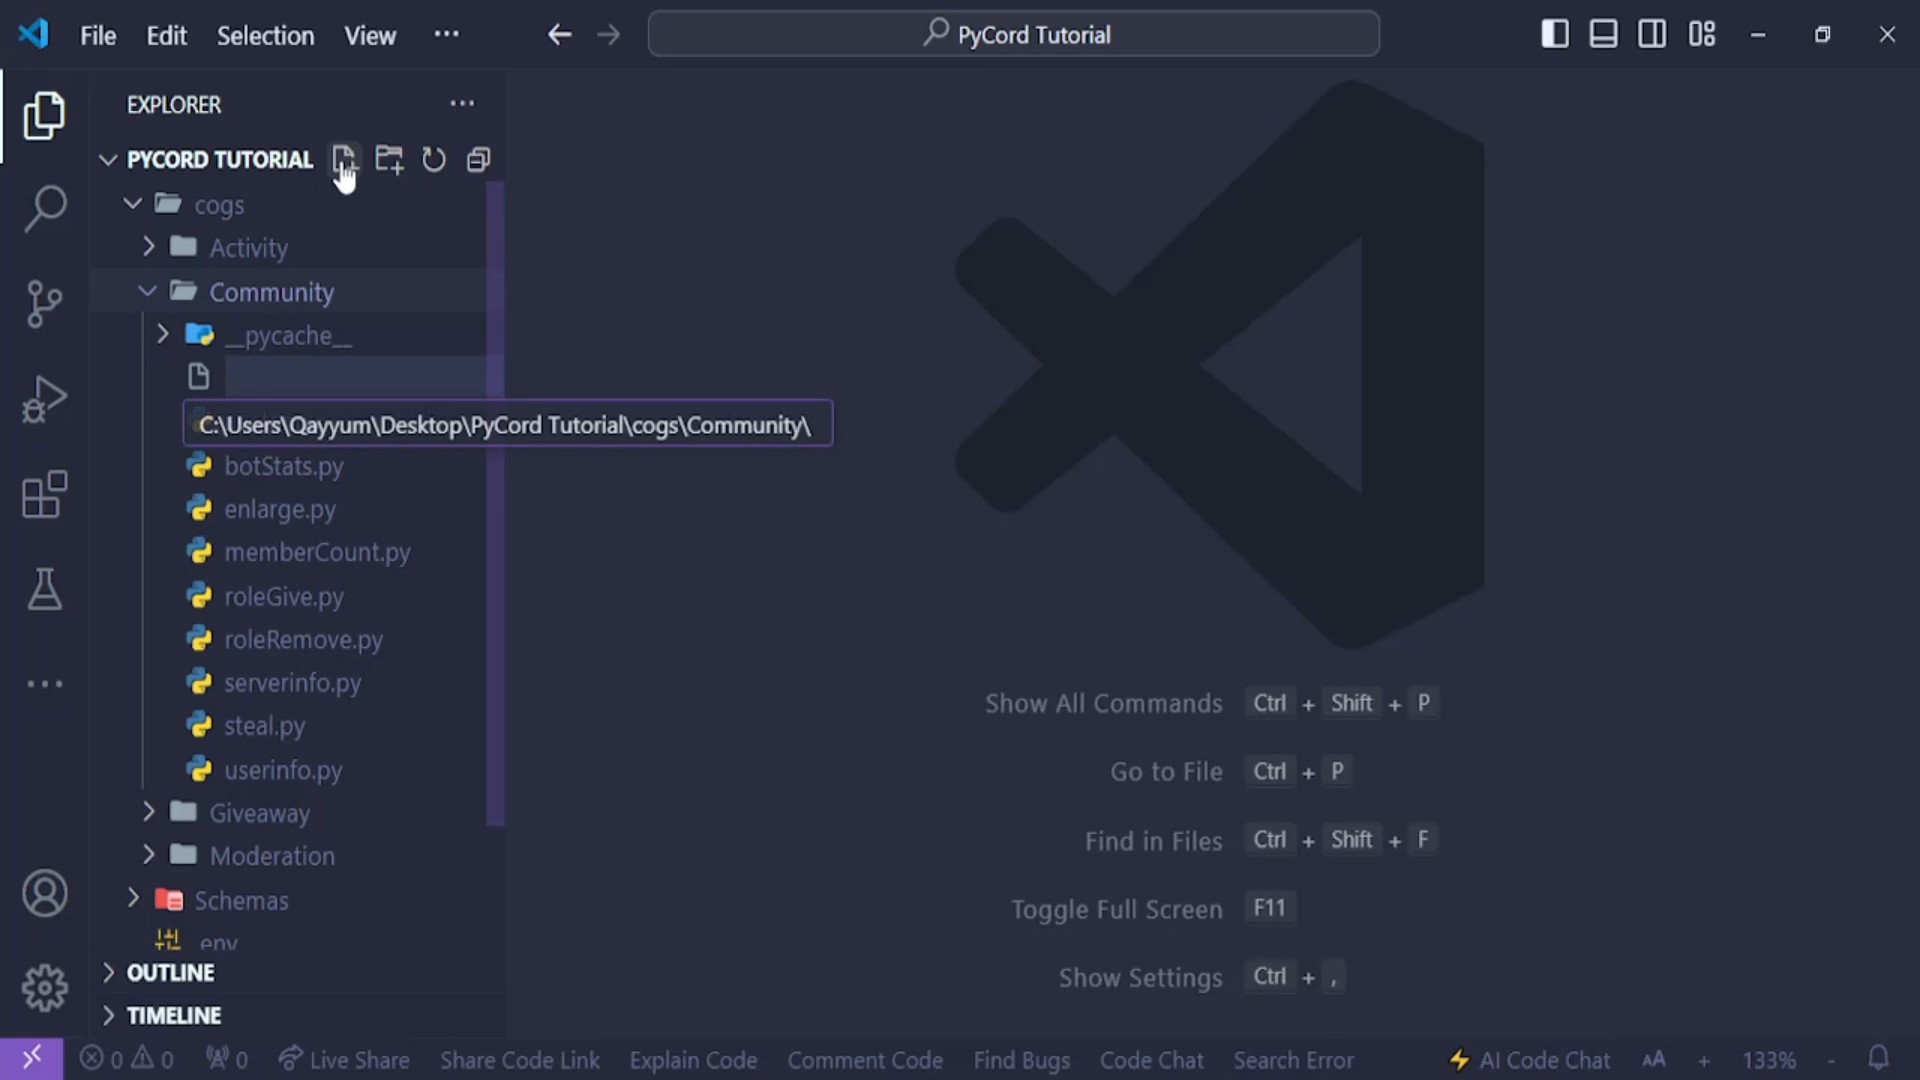 File Edit Selection View ··· PyCord Tutorial
EXPLORER ···
PYCORD TUTORIAL
cogs
Activity
Community
__pycache__
C:\Users\Qayyum\Desktop\PyCord Tutorial\cogs\Community\
botStats.py
enlarge.py
memberCount.py
roleGive.py
roleRemove.py
serverinfo.py
steal.py
userinfo.py
Giveaway
Moderation
Schemas
.env
OUTLINE
TIMELINE
Show All Commands Ctrl + Shift + P
Go to File Ctrl + P
Find in Files Ctrl + Shift + F
Toggle Full Screen F11
Show Settings Ctrl + ,
0 0 0 Live Share Share Code Link Explain Code Comment Code Find Bugs Code Chat Search Error AI Code Chat AA + 133% -